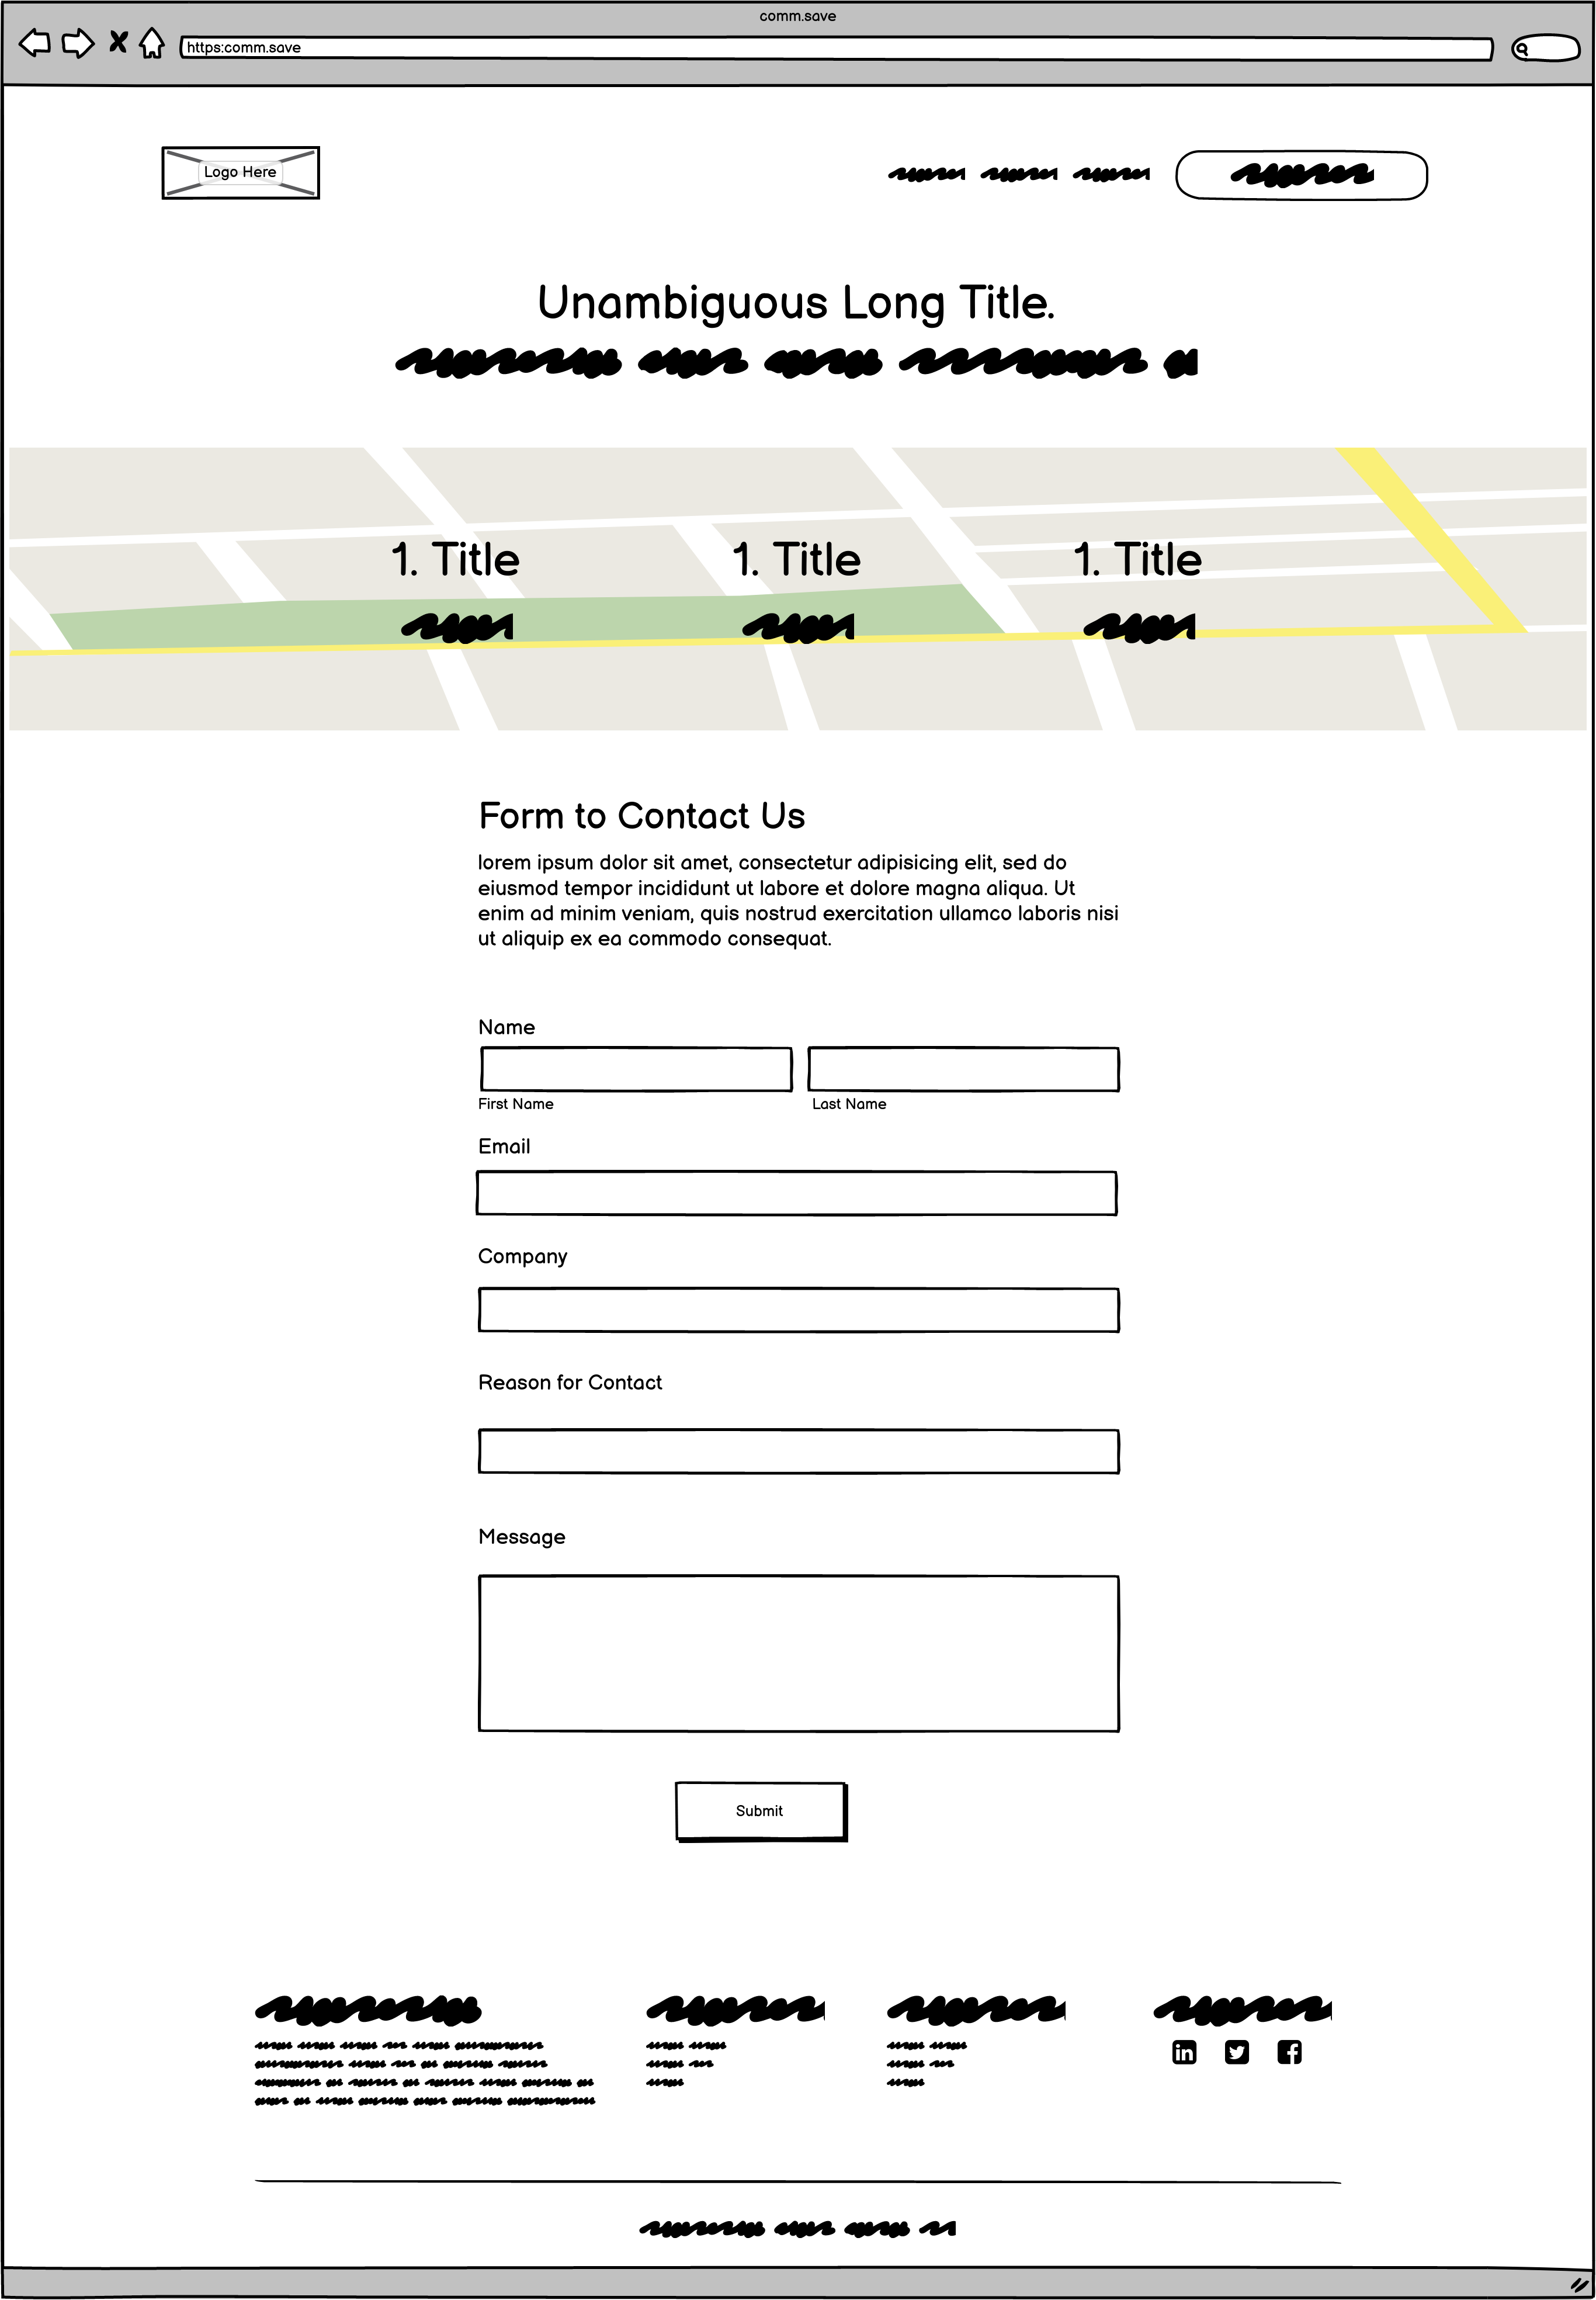 comm.save
https:comm.save
Logo Here
Unambiguous Long Title.
1. Title
1. Title
1. Title
Form to Contact Us
lorem ipsum dolor sit amet, consectetur adipisicing elit, sed do
eiusmod tempor incididunt ut labore et dolore magna aliqua. Ut
enim ad minim veniam, quis nostrud exercitation ullamco laboris nisi
ut aliquip ex ea commodo consequat.
Name
First Name
Last Name
Email
Company
Reason for Contact
Message
Submit
in